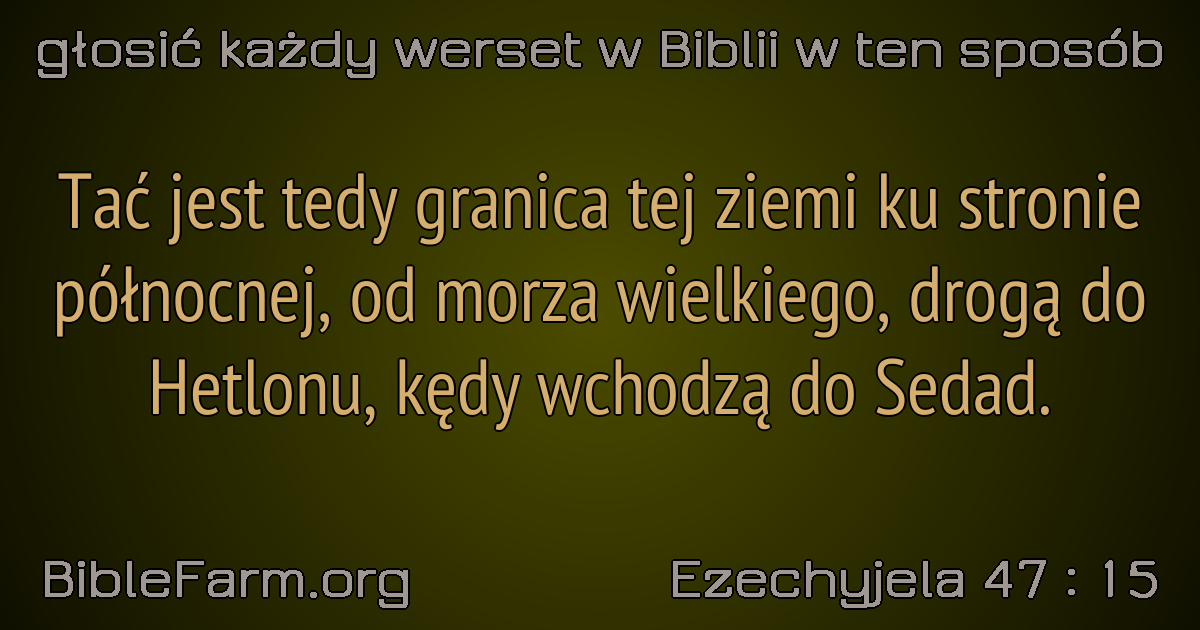 głosić każdy werset w Biblii w ten sposób
Tać jest tedy granica tej ziemi ku stronie
północnej, od morza wielkiego, drogą do
Hetlonu, kędy wchodzą do Sedad.
BibleFarm.org
Ezechyjela 47 : 15